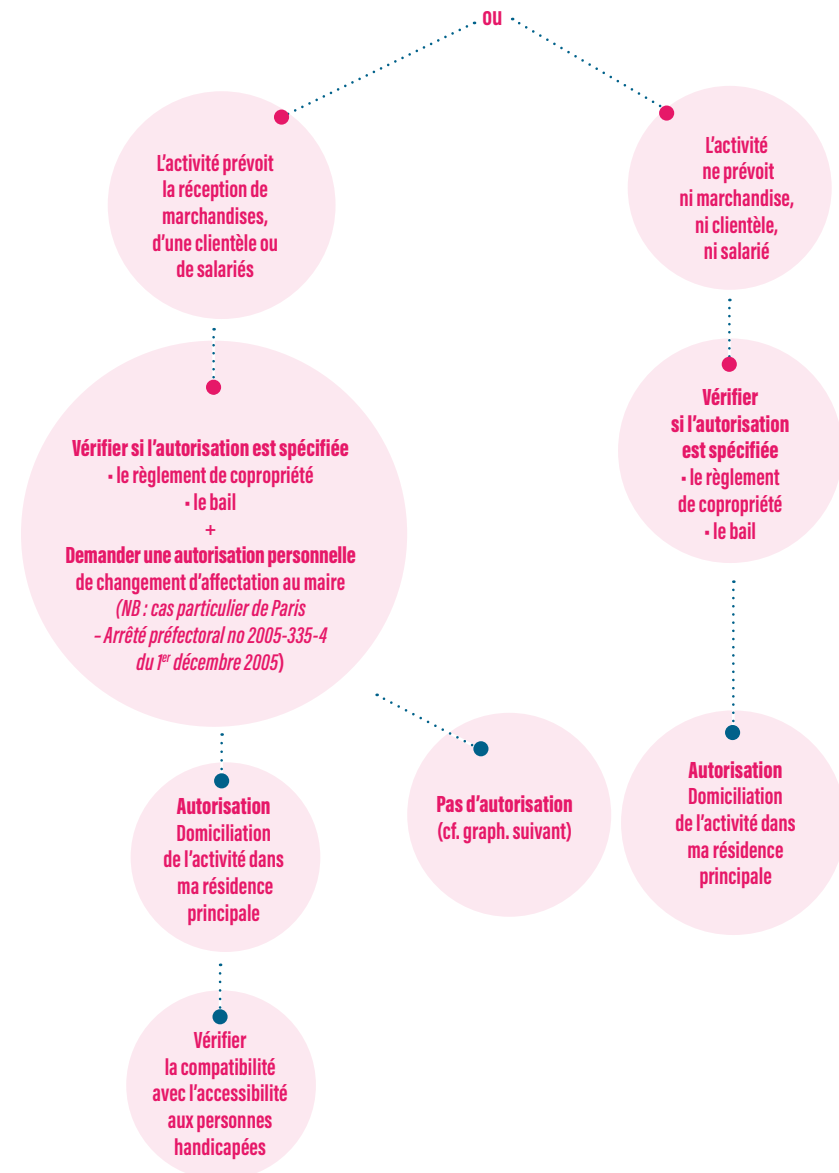 ou
L'activité prévoit
la réception de
marchandises,
d'une clientèle ou
de salariés
L'activité
ne prévoit
ni marchandise,
ni clientèle,
ni salarié
Vérifier si l'autorisation est spécifiée
▪ le règlement de copropriété
▪ le bail
+
Demander une autorisation personnelle
de changement d'affectation au maire
(NB : cas particulier de Paris
– Arrêté préfectoral no 2005-335-4
du 1er décembre 2005)
Vérifier
si l'autorisation
est spécifiée
▪ le règlement
de copropriété
▪ le bail
Autorisation
Domiciliation
de l'activité dans
ma résidence
principale
Pas d'autorisation
(cf. graph. suivant)
Autorisation
Domiciliation
de l'activité dans
ma résidence
principale
Vérifier
la compatibilité
avec l'accessibilité
aux personnes
handicapées